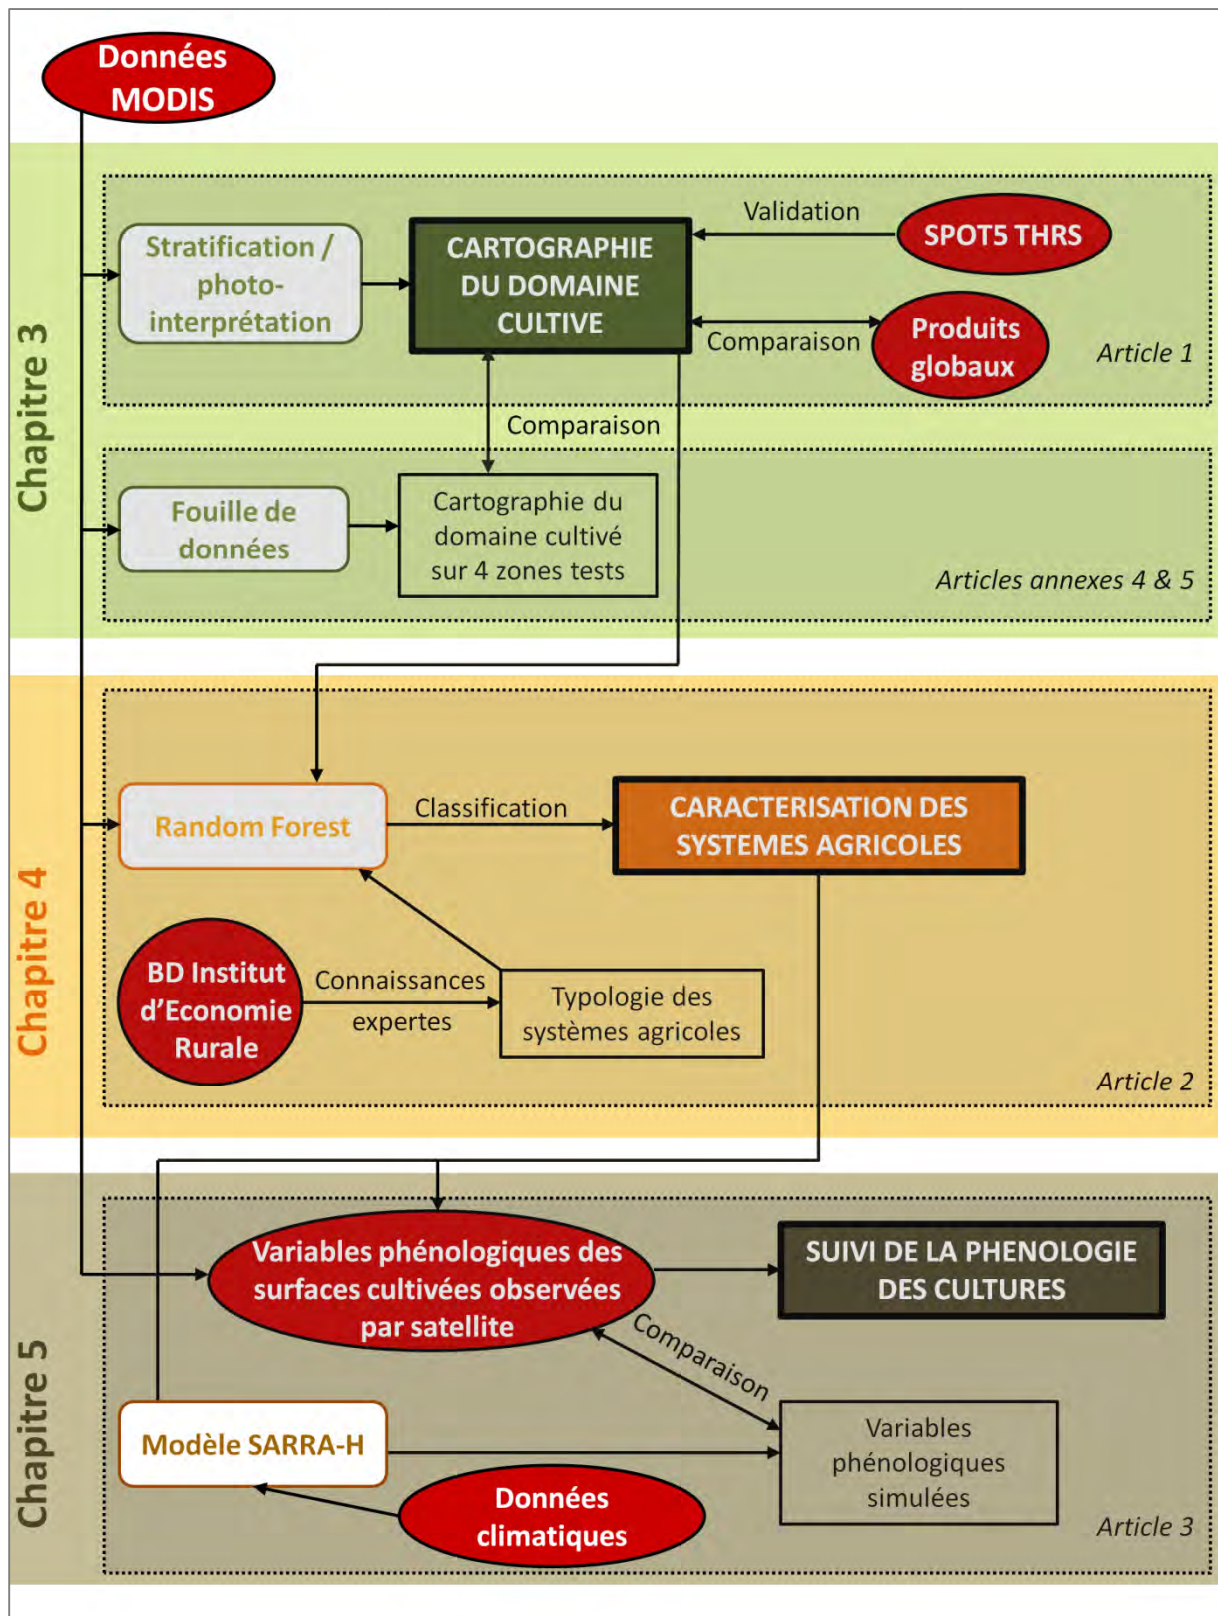 Données
MODIS
Chapitre 3
Stratification /
photo-
interprétation
CARTOGRAPHIE
DU DOMAINE
CULTIVE
Validation
SPOT5 THRS
Comparaison
Produits
globaux
Article 1
Comparaison
Fouille de
données
Cartographie du
domaine cultivé
sur 4 zones tests
Articles annexes 4 & 5
Chapitre 4
Random Forest
Classification
CARACTERISATION DES
SYSTEMES AGRICOLES
BD Institut
d'Economie
Rurale
Connaissances
expertes
Typologie des
systèmes agricoles
Article 2
Chapitre 5
Variables phénologiques des
surfaces cultivées observées
par satellite
SUIVI DE LA PHENOLOGIE
DES CULTURES
Comparaison
Modèle SARRA-H
Variables
phénologiques
simulées
Données
climatiques
Article 3